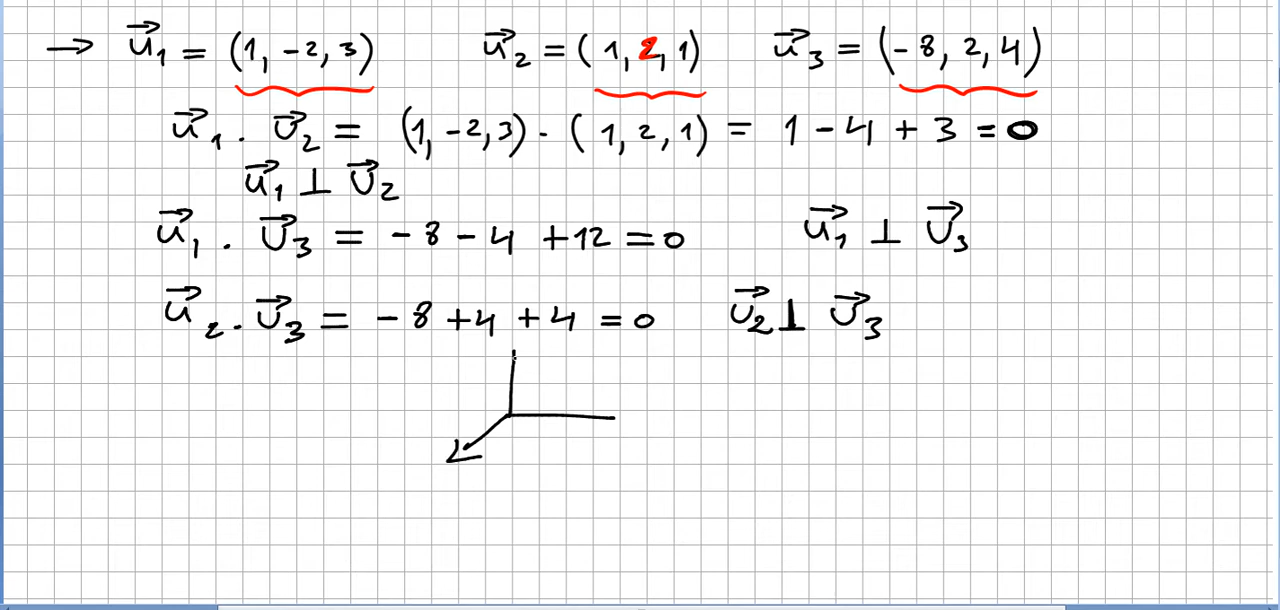 → u⃗₁ = (1, -2, 3) u⃗₂ = (1, 2, 1) u⃗₃ = (-8, 2, 4)
u⃗₁ . u⃗₂ = (1, -2, 3) · (1, 2, 1) = 1 - 4 + 3 = 0
u⃗₁ ⊥ u⃗₂
u⃗₁ . u⃗₃ = -8 - 4 + 12 = 0 u⃗₁ ⊥ u⃗₃
u⃗₂ . u⃗₃ = -8 + 4 + 4 = 0 u⃗₂ ⊥ u⃗₃